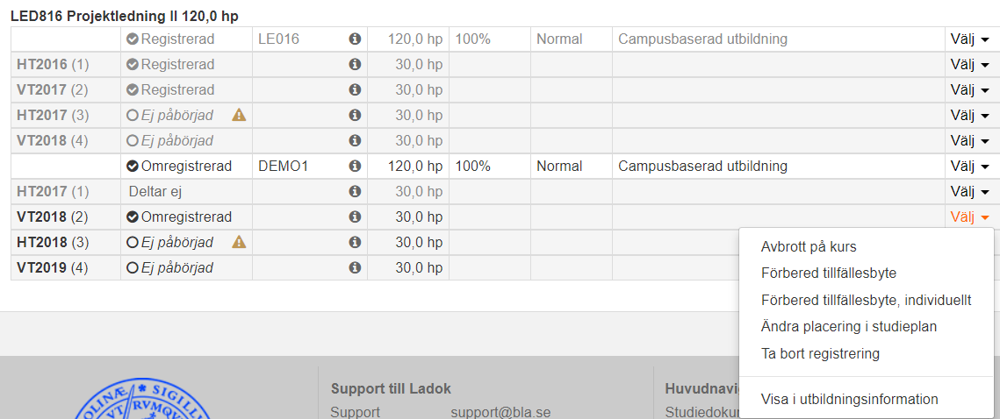 LED816 Projektledning II 120,0 hp
Registrerad LE016 120,0 hp 100% Normal Campusbaserad utbildning Välj
HT2016 (1) Registrerad 30,0 hp Välj
VT2017 (2) Registrerad 30,0 hp Välj
HT2017 (3) Ej påbörjad 30,0 hp Välj
VT2018 (4) Ej påbörjad 30,0 hp Välj
Omregistrerad DEMO1 120,0 hp 100% Normal Campusbaserad utbildning Välj
HT2017 (1) Deltar ej 30,0 hp Välj
VT2018 (2) Omregistrerad 30,0 hp Välj
HT2018 (3) Ej påbörjad 30,0 hp
VT2019 (4) Ej påbörjad 30,0 hp
Avbrott på kurs
Förbered tillfällesbyte
Förbered tillfällesbyte, individuellt
Ändra placering i studieplan
Ta bort registrering
Visa i utbildningsinformation
OLINÆ SIGILL
VT RVMQV
Support till Ladok
Support support@bla.se
Huvudnavi
Studiedoku